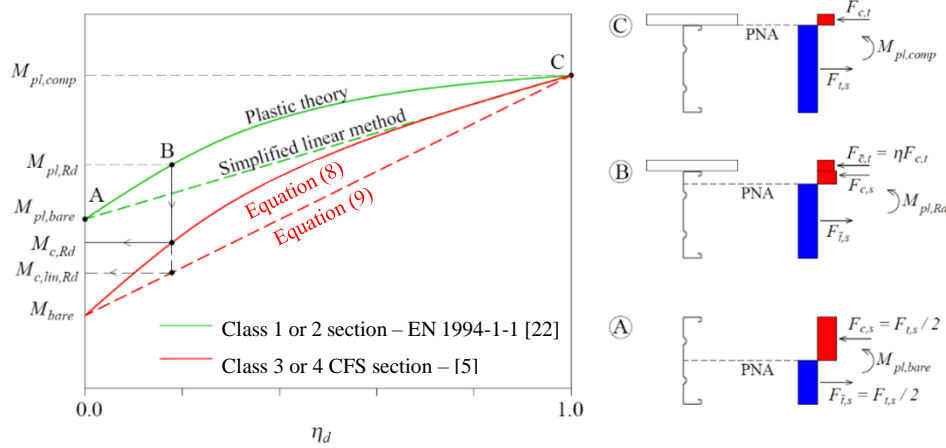 M_pl,comp
M_pl,Rd
M_pl,bare
M_c,Rd
M_c,lin,Rd
M_bare
A
B
C
Plastic theory
Simplified linear method
Equation (8)
Equation (9)
Class 1 or 2 section – EN 1994-1-1 [22]
Class 3 or 4 CFS section – [5]
0.0
1.0
η_d
C
PNA
F_c,t
M_pl,comp
F_t,s
B
PNA
F_c̄,t = ηF_c,t
F_c,s
M_pl,Rd
F_t̄,s
A
PNA
F_c,s = F_t,s / 2
M_pl,bare
F_t̄,s = F_t,s / 2